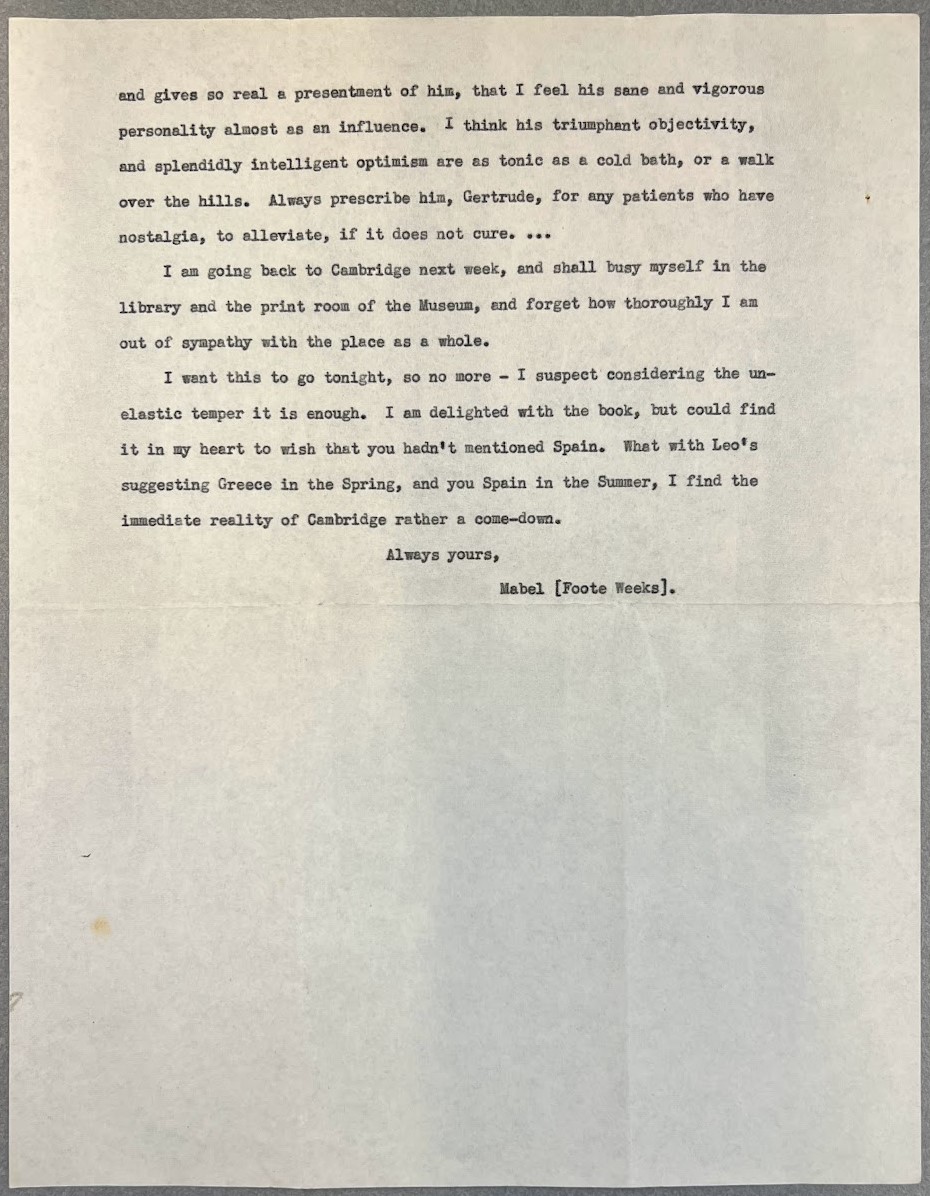 and gives so real a presentment of him, that I feel his sane and vigorous
personality almost as an influence.  I think his triumphant objectivity,
and splendidly intelligent optimism are as tonic as a cold bath, or a walk
over the hills.  Always prescribe him, Gertrude, for any patients who have
nostalgia, to alleviate, if it does not cure. ...
I am going back to Cambridge next week, and shall busy myself in the
library and the print room of the Museum, and forget how thoroughly I am
out of sympathy with the place as a whole.
I want this to go tonight, so no more - I suspect considering the un-
elastic temper it is enough.  I am delighted with the book, but could find
it in my heart to wish that you hadn't mentioned Spain.  What with Leo's
suggesting Greece in the Spring, and you Spain in the Summer, I find the
immediate reality of Cambridge rather a come-down.
Always yours,
Mabel [Foote Weeks].